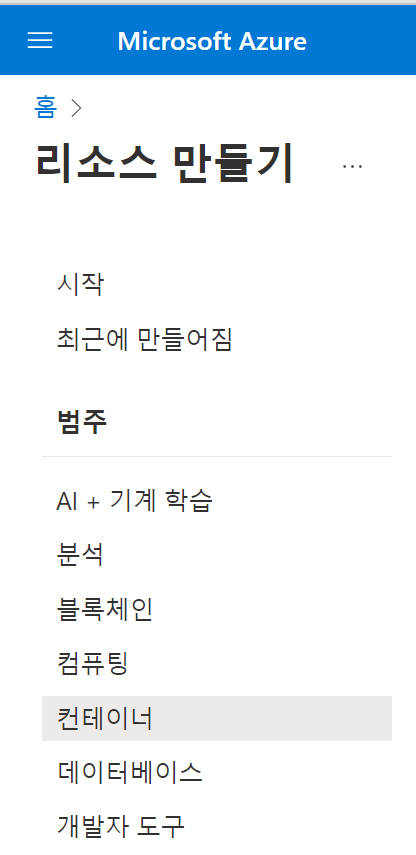 Microsoft Azure
홈
리소스 만들기
시작
최근에 만들어짐
범주
AI + 기계 학습
분석
블록체인
컴퓨팅
컨테이너
데이터베이스
개발자 도구